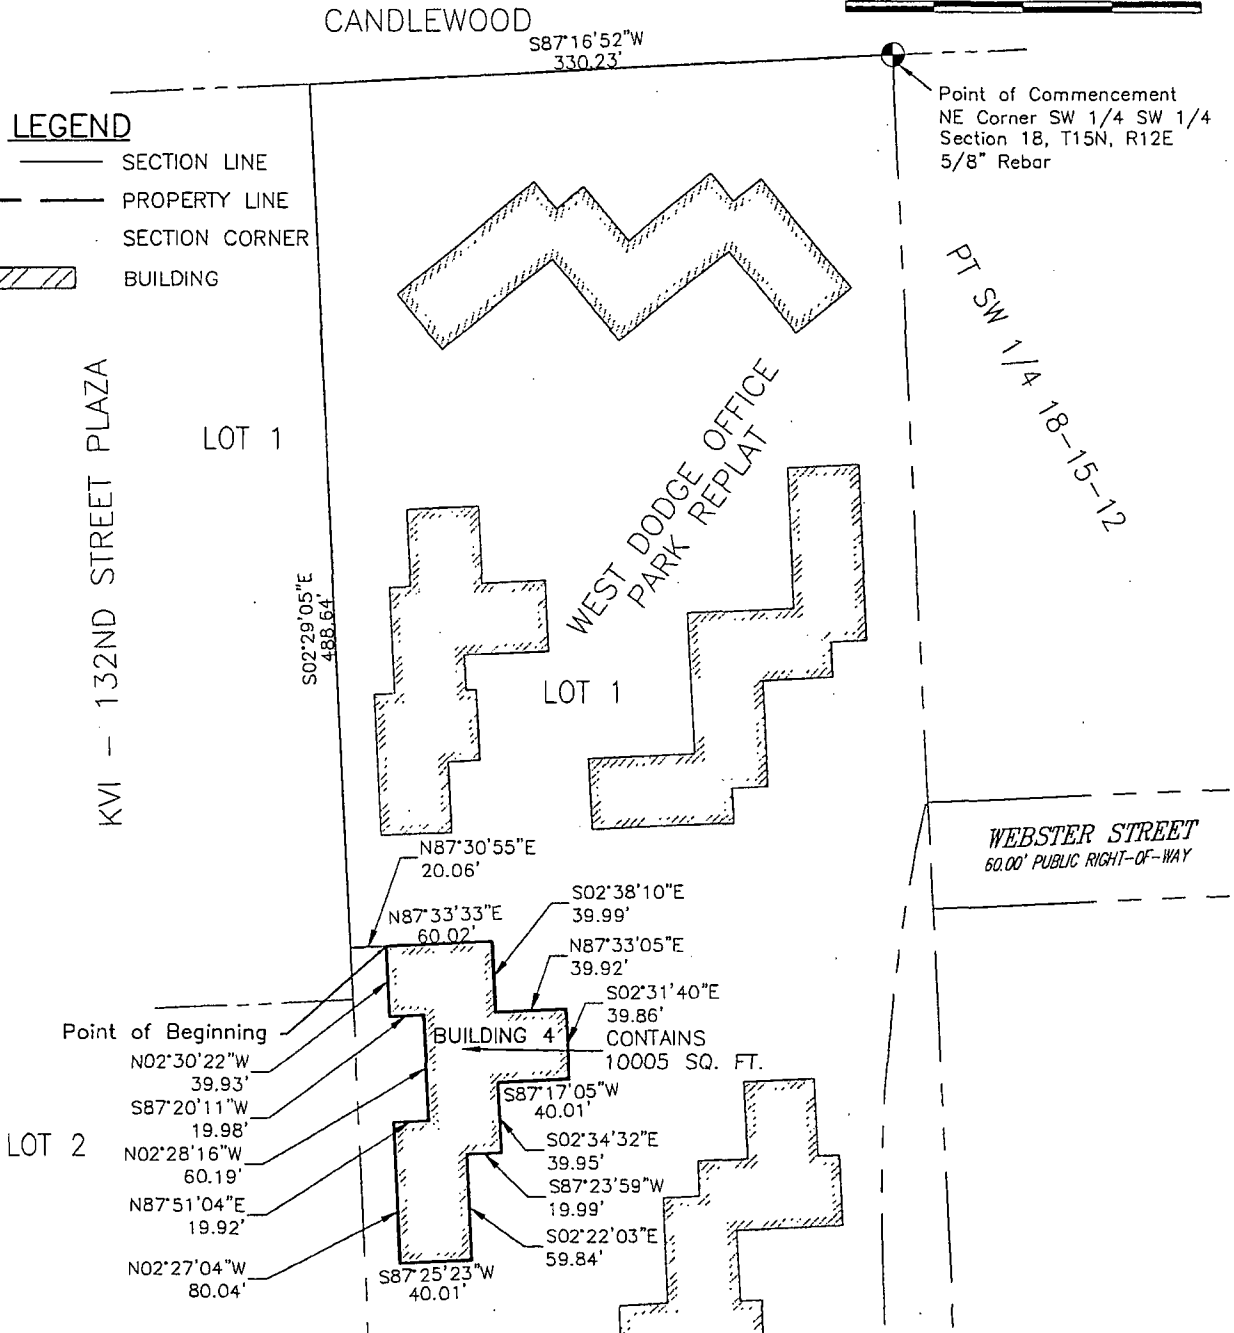 CANDLEWOOD
S87°16'52"W
330.23'
Point of Commencement
NE Corner SW 1/4 SW 1/4
Section 18, T15N, R12E
5/8" Rebar
LEGEND
SECTION LINE
PROPERTY LINE
SECTION CORNER
BUILDING
PT SW 1/4 18-15-12
KVI - 132ND STREET PLAZA
LOT 1
WEST DODGE OFFICE
PARK REPLAT
S02°29'05"E
488.64'
LOT 1
WEBSTER STREET
60.00' PUBLIC RIGHT-OF-WAY
N87°30'55"E
20.06'
N87°33'33"E
60.02'
S02°38'10"E
39.99'
N87°33'05"E
39.92'
S02°31'40"E
39.86'
Point of Beginning
BUILDING 4
CONTAINS
10005 SQ. FT.
N02°30'22"W
39.93'
S87°20'11"W
19.98'
S87°17'05"W
40.01'
LOT 2
N02°28'16"W
60.19'
S02°34'32"E
39.95'
N87°51'04"E
19.92'
S87°23'59"W
19.99'
S02°22'03"E
59.84'
N02°27'04"W
80.04'
S87°25'23"W
40.01'